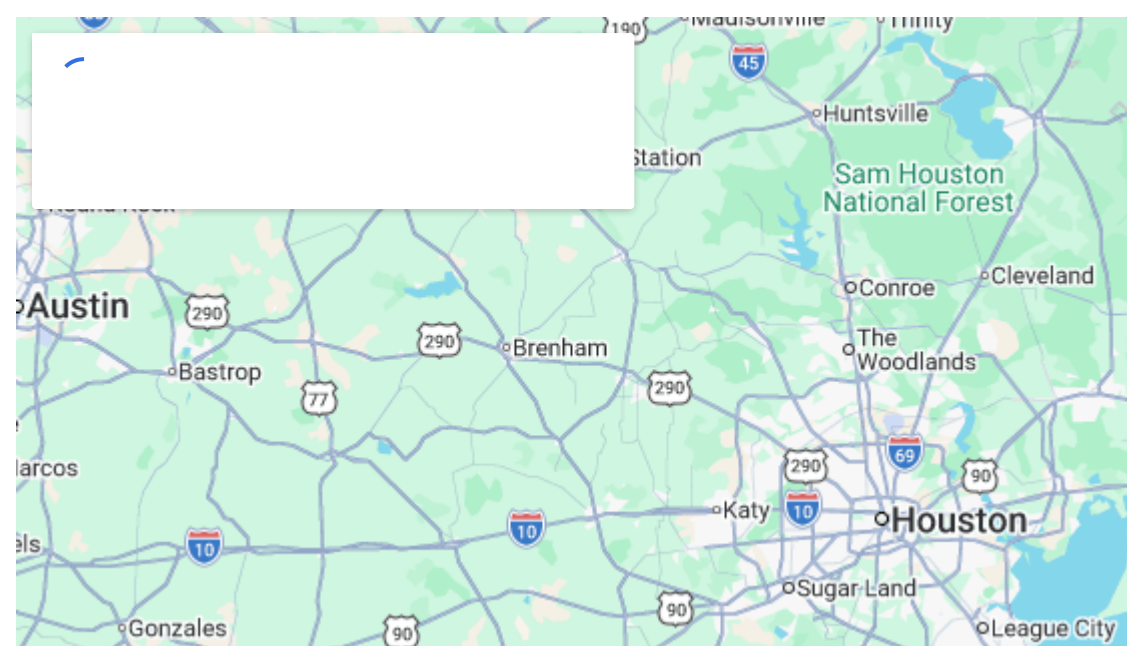 190
Madisonville
Trinity
45
Huntsville
Station
Sam Houston
National Forest
Round Rock
Cleveland
Conroe
Austin
290
290
Brenham
The
Woodlands
Bastrop
77
290
69
arcos
290
90
Katy
10
Houston
10
10
els
Sugar Land
90
Gonzales
90
League City